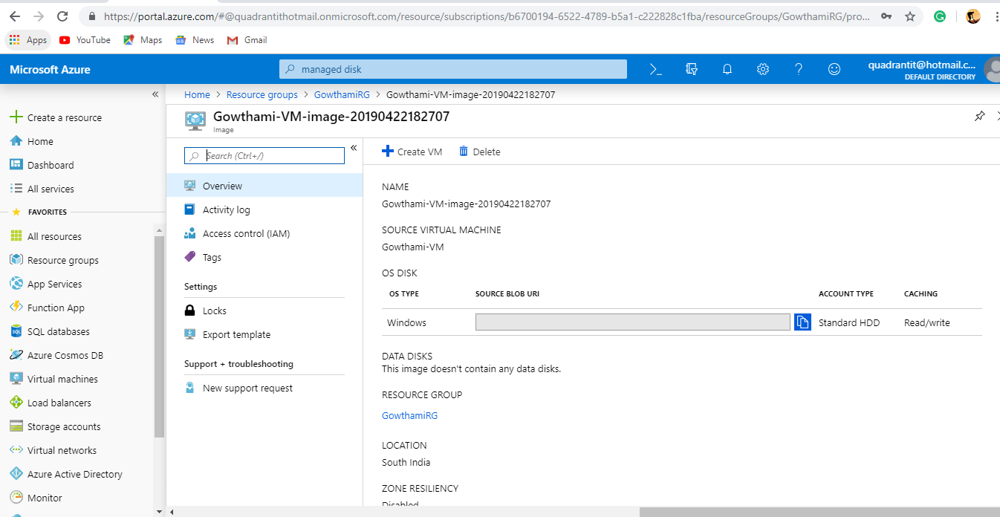 https://portal.azure.com/#@quadrantithotmail.onmicrosoft.com/resource/subscriptions/b6700194-6522-4789-b5a1-c222828c1fba/resourceGroups/GowthamiRG/pro...
Apps YouTube Maps News Gmail
Microsoft Azure managed disk quadrantit@hotmail.c...
DEFAULT DIRECTORY
Create a resource
Home
Dashboard
All services
FAVORITES
All resources
Resource groups
App Services
Function App
SQL databases
Azure Cosmos DB
Virtual machines
Load balancers
Storage accounts
Virtual networks
Azure Active Directory
Monitor
Home > Resource groups > GowthamiRG > Gowthami-VM-image-20190422182707
Gowthami-VM-image-20190422182707
Image
Search (Ctrl+/)
Overview
Activity log
Access control (IAM)
Tags
Settings
Locks
Export template
Support + troubleshooting
New support request
Create VM Delete
NAME
Gowthami-VM-image-20190422182707
SOURCE VIRTUAL MACHINE
Gowthami-VM
OS DISK
OS TYPE SOURCE BLOB URI ACCOUNT TYPE CACHING
Windows Standard HDD Read/write
DATA DISKS
This image doesn't contain any data disks.
RESOURCE GROUP
GowthamiRG
LOCATION
South India
ZONE RESILIENCY
Disabled